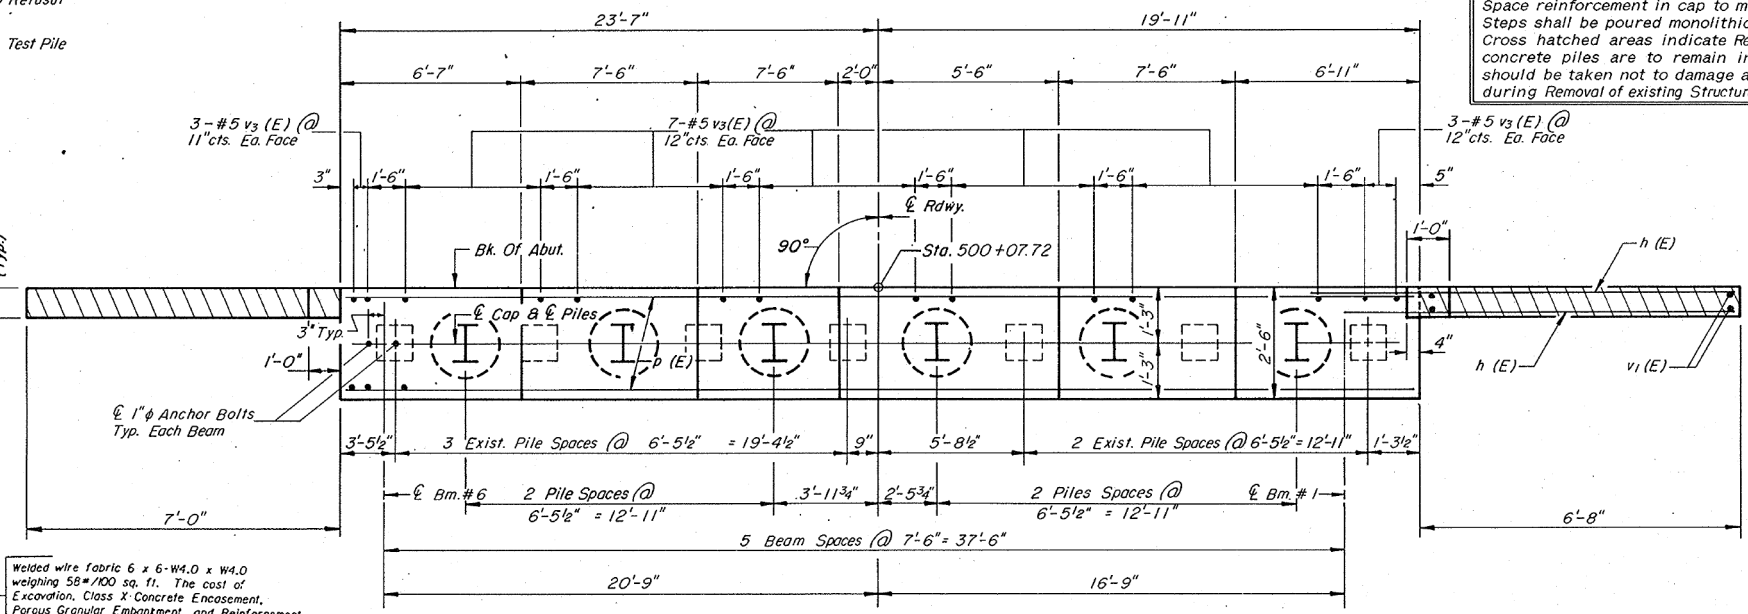 Test Pile
Space reinforcement in cap to
Steps shall be poured
Cross hatched areas indicate
concrete piles are to remain
should be taken not to damage
during Removal of existing
23'-7"
19'-11"
6'-7"
7'-6"
7'-6"
2'-0"
5'-6"
7'-6"
6'-11"
3-#5 v3 (E) @
11"cts. Ea. Face
7-#5 v3(E) @
12"cts. Ea. Face
3-#5 v3 (E) @
12"cts. Ea. Face
3"
1'-6"
1'-6"
1'-6"
1'-6"
1'-6"
1'-6"
5"
℄ Rdwy.
1'-0"
90°
Bk. Of Abut.
Sta. 500+07.72
h (E)
(Typ.)
℄ Cap & ℄ Piles
3" Typ.
1'-3"
2'-6"
1'-3"
p (E)
1'-0"
4"
h (E)
v1 (E)
℄ 1"φ Anchor Bolts
Typ. Each Beam
3'-5½"
3 Exist. Pile Spaces @ 6'-5½" = 19'-4½"
9"
5'-8½"
2 Exist. Pile Spaces @ 6'-5½" = 12'-11"
1'-3½"
℄ Bm. #6
2 Pile Spaces @
6'-5½" = 12'-11"
3'-11¾"
2'-5¾"
2 Piles Spaces @
6'-5½" = 12'-11"
℄ Bm. #1
7'-0"
6'-8"
5 Beam Spaces @ 7'-6" = 37'-6"
20'-9"
16'-9"
Welded wire fabric 6 x 6-W4.0 x W4.0
weighing 58#/100 sq. ft. The cost of
Excavation, Class X Concrete Encasement,
Porous Granular Embankment, and Reinforcement